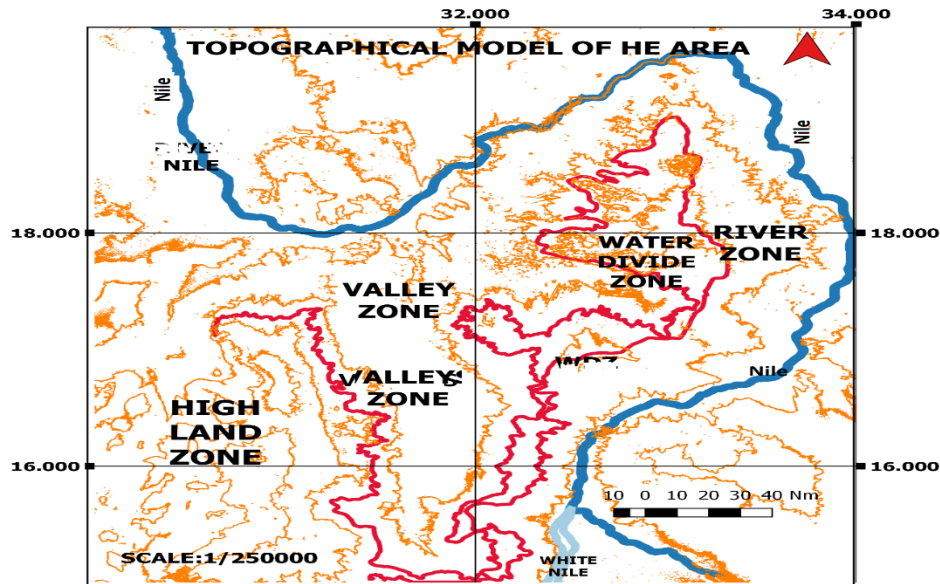 32.000
34.000
TOPOGRAPHICAL MODEL OF HE AREA
Nile
Nile
NILE
18.000
18.000
WATER
DIVIDE
ZONE
RIVER
ZONE
VALLEY
ZONE
VALLEY
ZONE
WDZ
Nile
HIGH
LAND
ZONE
16.000
16.000
10 0 10 20 30 40 Nm
SCALE:1/250000
WHITE
NILE